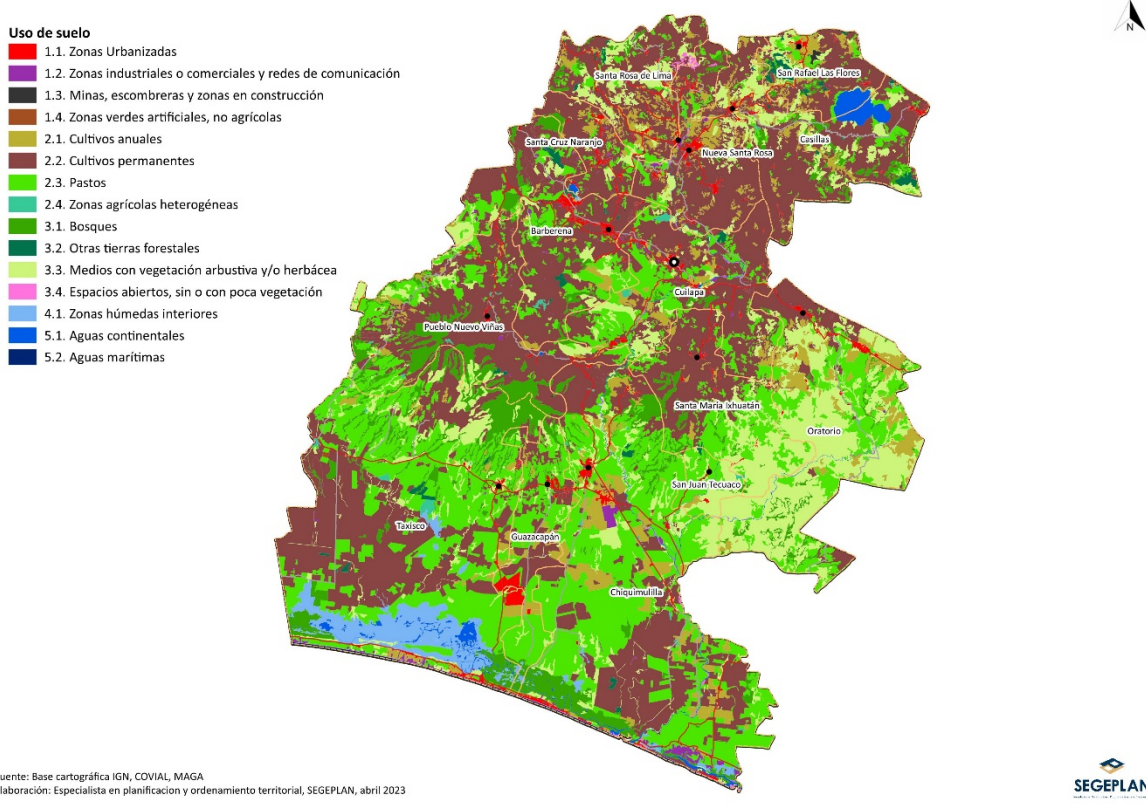 Uso de suelo
1.1. Zonas Urbanizadas
1.2. Zonas industriales o comerciales y redes de comunicación
1.3. Minas, escombreras y zonas en construcción
1.4. Zonas verdes artificiales, no agrícolas
2.1. Cultivos anuales
2.2. Cultivos permanentes
2.3. Pastos
2.4. Zonas agrícolas heterogéneas
3.1. Bosques
3.2. Otras tierras forestales
3.3. Medios con vegetación arbustiva y/o herbácea
3.4. Espacios abiertos, sin o con poca vegetación
4.1. Zonas húmedas interiores
5.1. Aguas continentales
5.2. Aguas marítimas
N
Santa Rosa de Lima
San Rafael Las Flores
Santa Cruz Naranjo
Casillas
Nueva Santa Rosa
Barberena
Cuilapa
Pueblo Nuevo Viñas
Santa Maria Ixhuatán
Oratorio
San Juan Tecuaco
Taxisco
Guazacapán
Chiquimulilla
uente: Base cartográfica IGN, COVIAL, MAGA
laboración: Especialista en planificacion y ordenamiento territorial, SEGEPLAN, abril 2023
SEGEPLAN